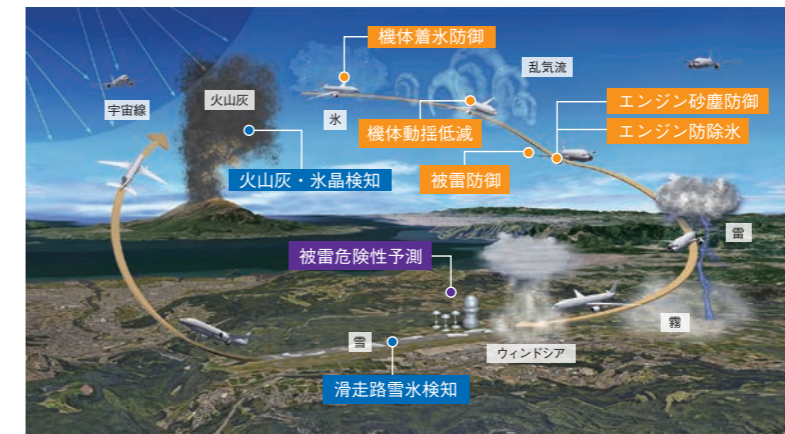 機体着氷防御
乱気流
宇宙線
火山灰
氷
機体動揺低減
エンジン砂塵防御
エンジン防除氷
火山灰・氷晶検知
被雷防御
雷
被雷危険性予測
霧
雪
ウィンドシア
滑走路雪氷検知